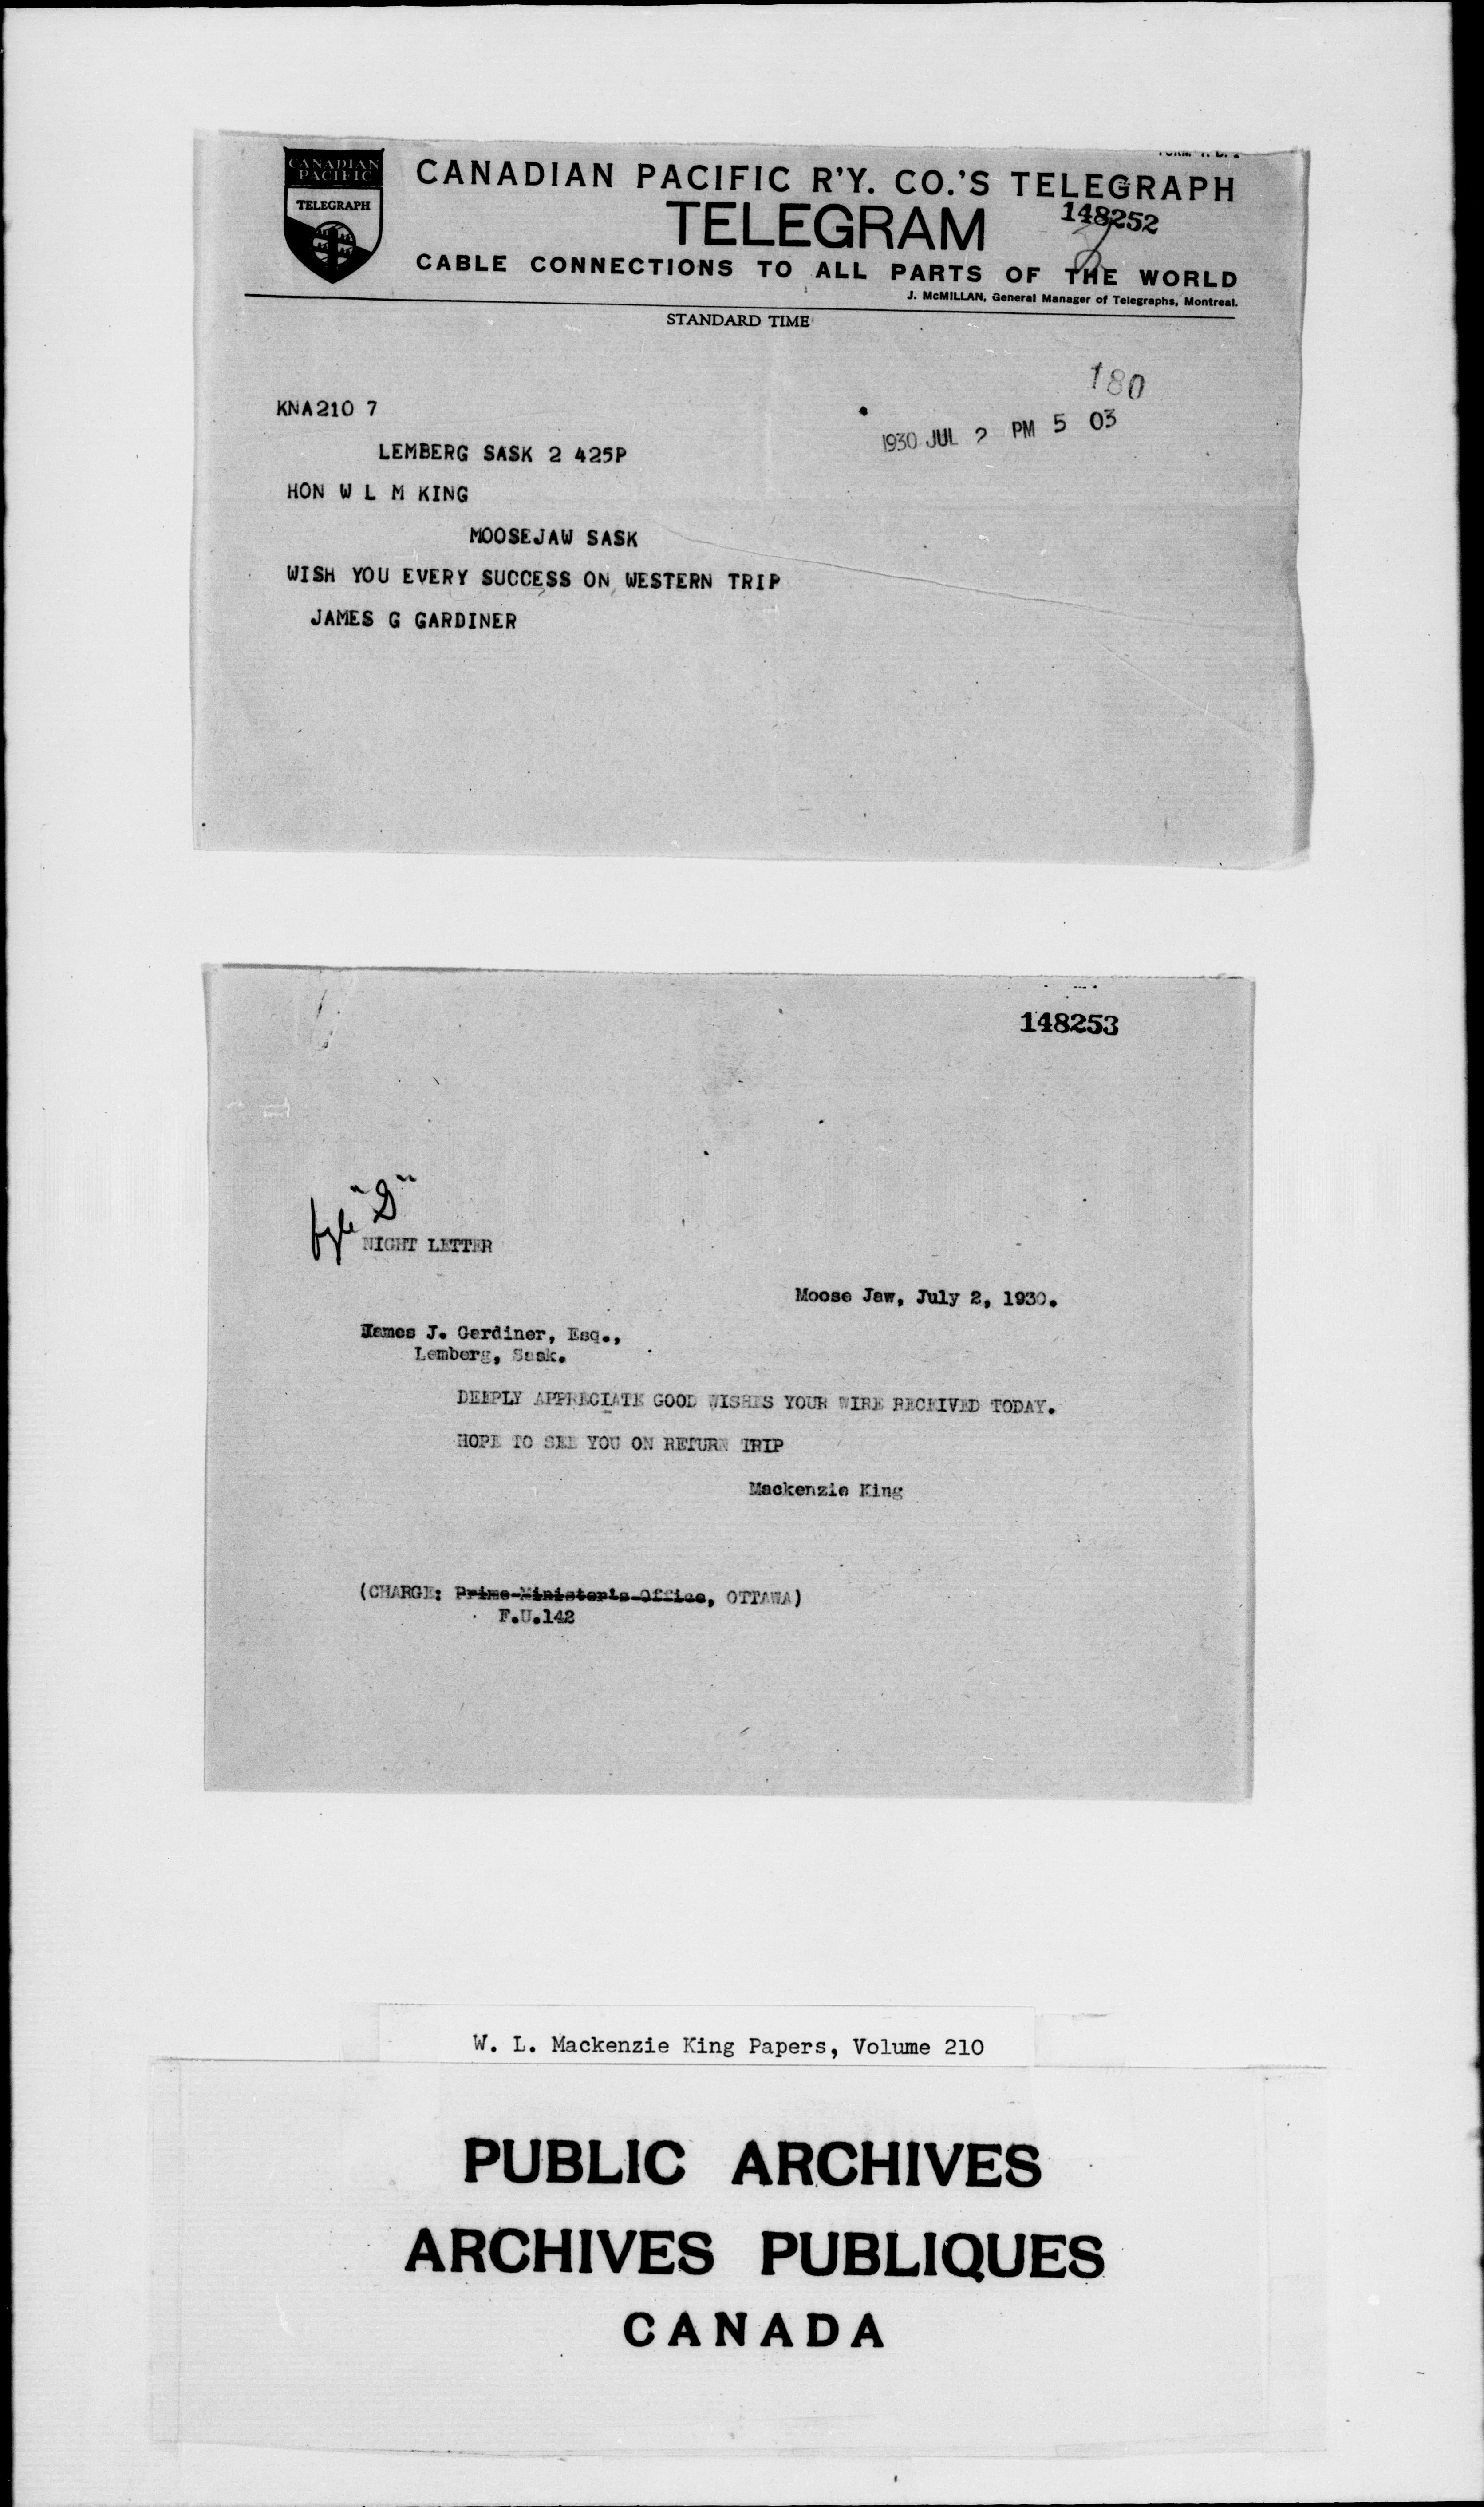 CANADIAN
PACIFIC
TELEGRAPH
CANADIAN PACIFIC R'Y. CO.'S TELEGRAPH
TELEGRAM
148252
CABLE CONNECTIONS TO ALL PARTS OF THE WORLD
J. McMILLAN, General Manager of Telegraphs, Montreal.
STANDARD TIME
180
KNA210 7
1930 JUL 2 PM 5 03
LEMBERG SASK 2 425P
HON W L M KING
MOOSEJAW SASK
WISH YOU EVERY SUCCESS ON WESTERN TRIP
JAMES G GARDINER
148253
"D"
NIGHT LETTER
Moose Jaw, July 2, 1930.
James J. Gardiner, Esq.,
Lemberg, Sask.
DEEPLY APPRECIATE GOOD WISHES YOUR WIRE RECEIVED TODAY.
HOPE TO SEE YOU ON RETURN TRIP
Mackenzie King
(CHARGE: Prime Minister's Office, OTTAWA)
F.U.142
W. L. Mackenzie King Papers, Volume 210
PUBLIC ARCHIVES
ARCHIVES PUBLIQUES
CANADA